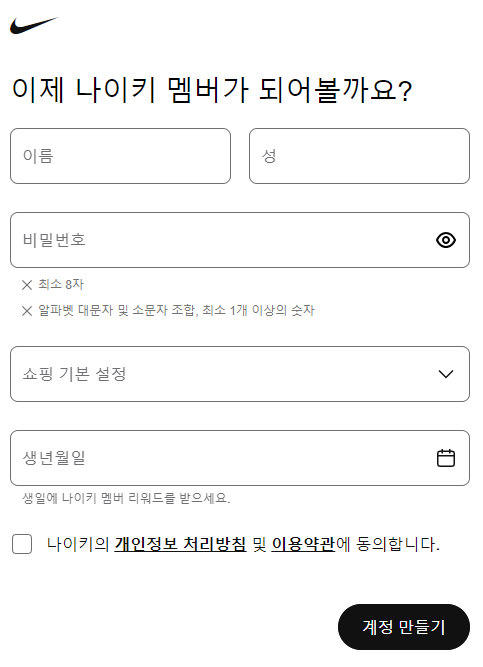 이제 나이키 멤버가 되어볼까요?
이름
성
비밀번호
최소 8자
알파벳 대문자 및 소문자 조합, 최소 1개 이상의 숫자
쇼핑 기본 설정
생년월일
생일에 나이키 멤버 리워드를 받으세요.
나이키의 개인정보 처리방침 및 이용약관에 동의합니다.
계정 만들기